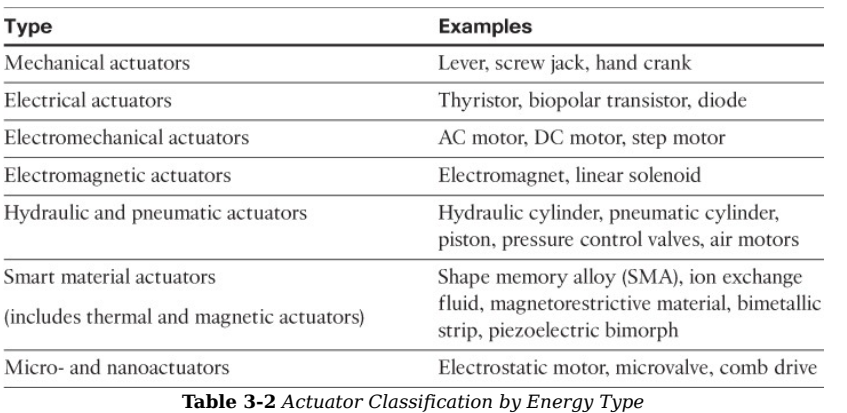 Type Examples
Mechanical actuators Lever, screw jack, hand crank
Electrical actuators Thyristor, biopolar transistor, diode
Electromechanical actuators AC motor, DC motor, step motor
Electromagnetic actuators Electromagnet, linear solenoid
Hydraulic and pneumatic actuators Hydraulic cylinder, pneumatic cylinder,
piston, pressure control valves, air motors
Smart material actuators Shape memory alloy (SMA), ion exchange
(includes thermal and magnetic actuators) fluid, magnetorestrictive material, bimetallic
strip, piezoelectric bimorph
Micro- and nanoactuators Electrostatic motor, microvalve, comb drive
Table 3-2 Actuator Classification by Energy Type